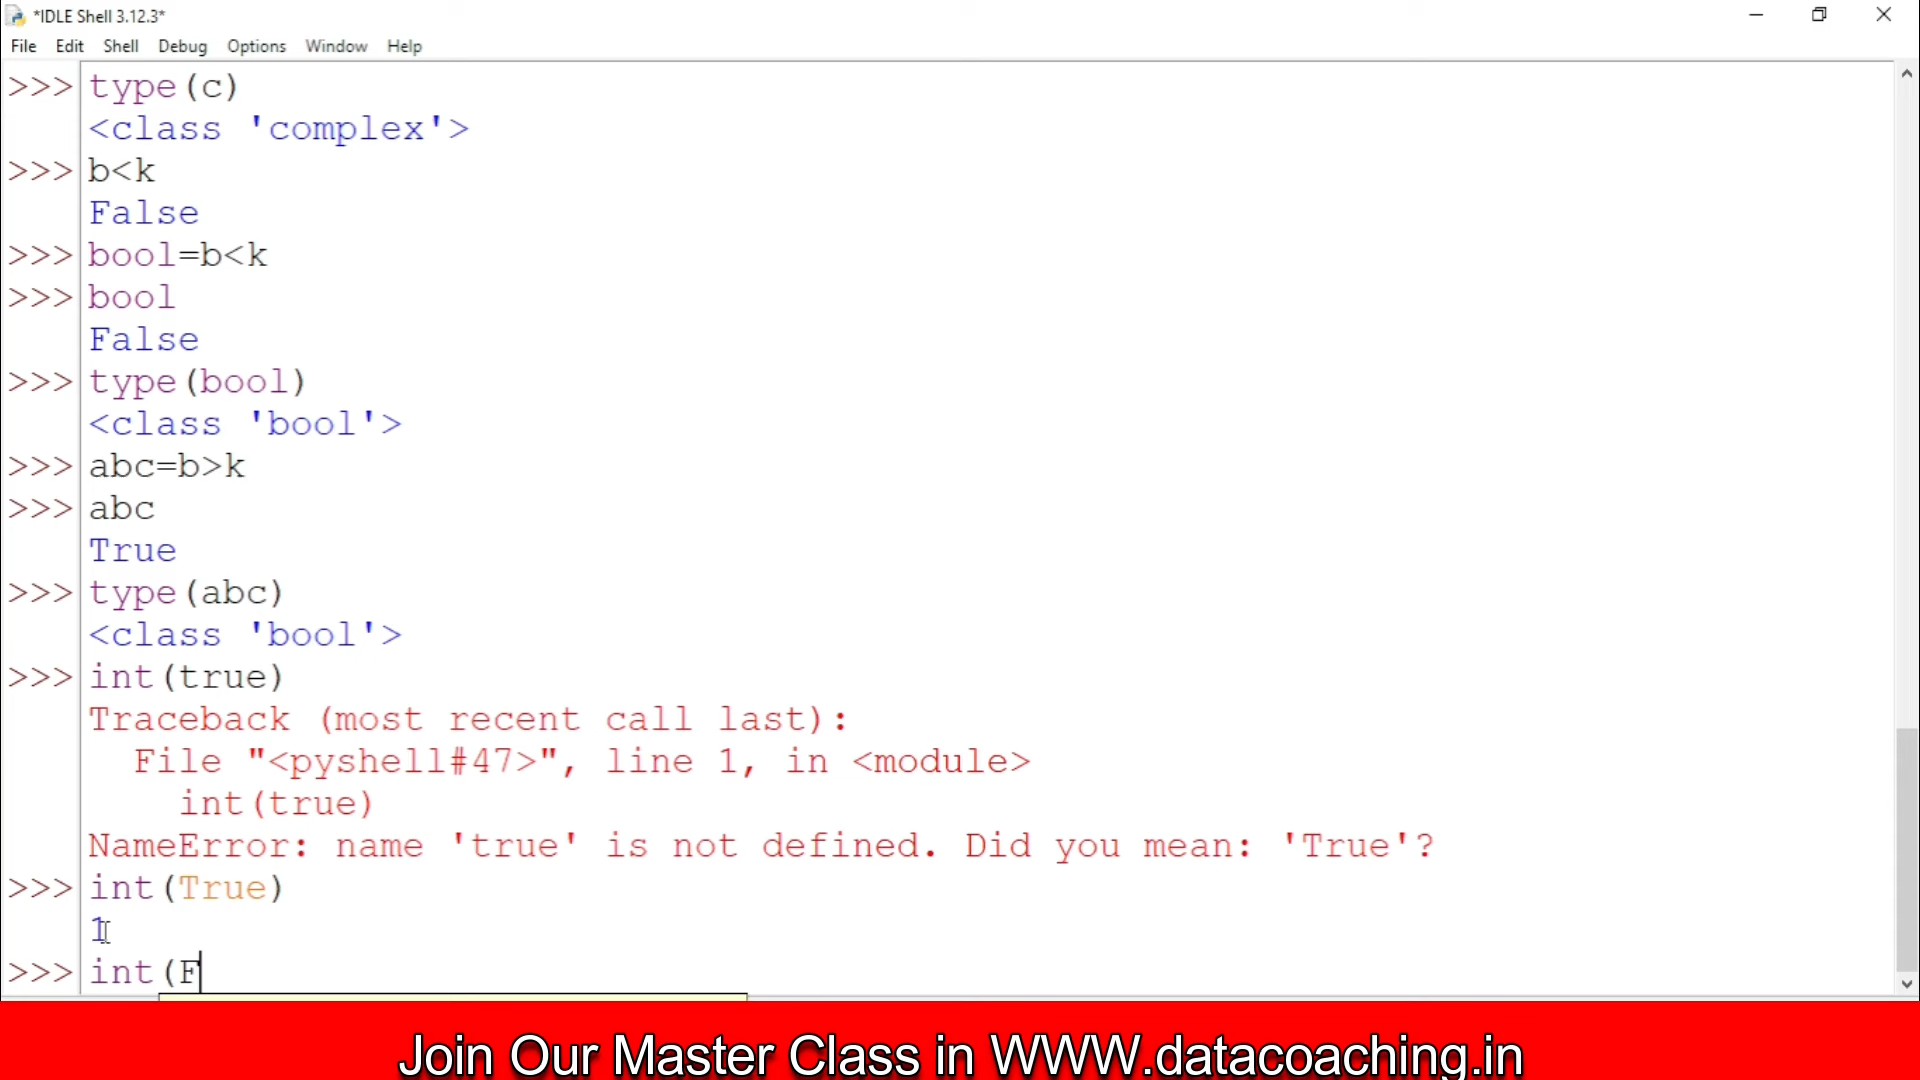 *IDLE Shell 3.12.3*
File Edit Shell Debug Options Window Help
>>> type(c)
<class 'complex'>
>>> b<k
False
>>> bool=b<k
>>> bool
False
>>> type(bool)
<class 'bool'>
>>> abc=b>k
>>> abc
True
>>> type(abc)
<class 'bool'>
>>> int(true)
Traceback (most recent call last):
  File "<pyshell#47>", line 1, in <module>
    int(true)
NameError: name 'true' is not defined. Did you mean: 'True'?
>>> int(True)
1
>>> int(F
Join Our Master Class in WWW.datacoaching.in